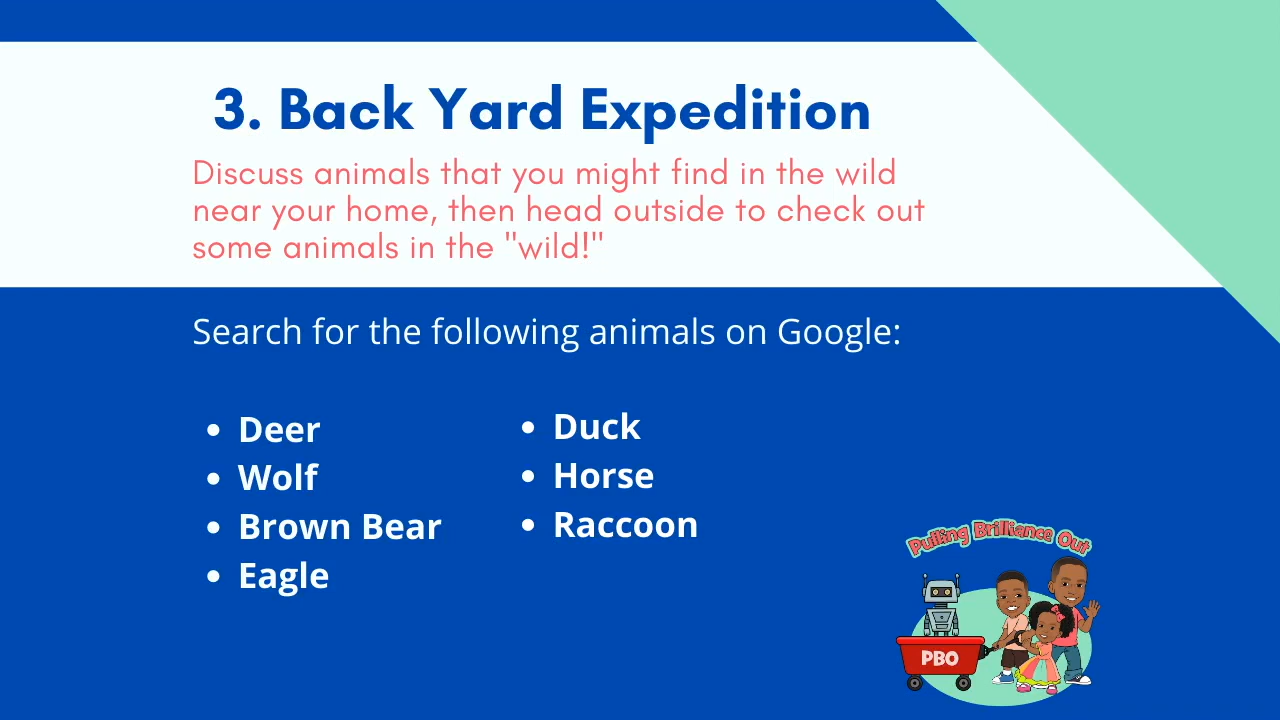 3. Back Yard Expedition
Discuss animals that you might find in the wild
near your home, then head outside to check out
some animals in the "wild!"
Search for the following animals on Google:
• Deer
• Wolf
• Brown Bear
• Eagle
• Duck
• Horse
• Raccoon
Pulling Brilliance Out
PBO